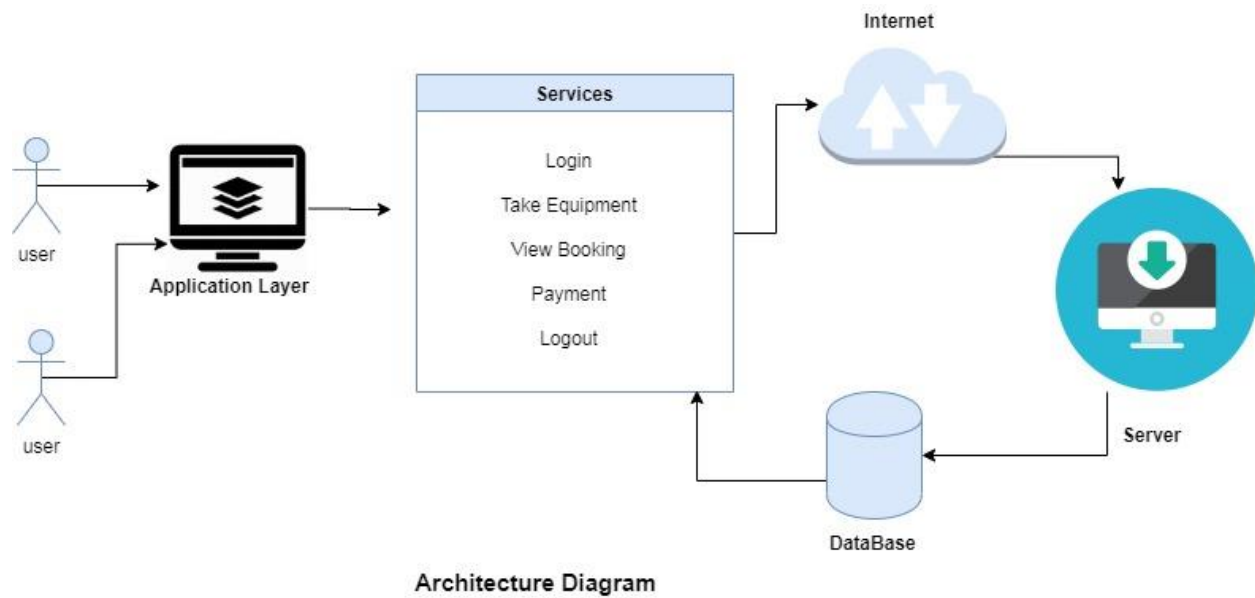 Internet
Services
Login
Take Equipment
View Booking
Payment
Logout
user
Application Layer
user
Server
DataBase
Architecture Diagram